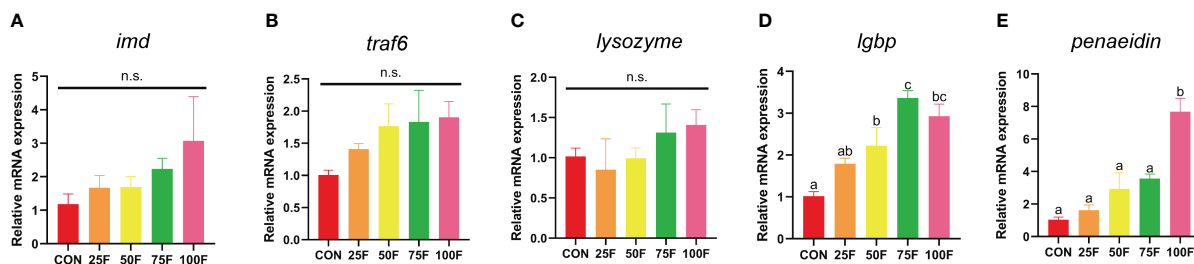 A
imd
Relative mRNA expression
5
4
3
2
1
0
n.s.
CON 25F 50F 75F 100F
B
traf6
Relative mRNA expression
2.5
2.0
1.5
1.0
0.5
0.0
n.s.
CON 25F 50F 75F 100F
C
lysozyme
Relative mRNA expression
2.0
1.5
1.0
0.5
0.0
n.s.
CON 25F 50F 75F 100F
D
lgbp
Relative mRNA expression
4
3
2
1
0
a ab b c bc
CON 25F 50F 75F 100F
E
penaeidin
Relative mRNA expression
10
8
6
4
2
0
a a a a b
CON 25F 50F 75F 100F